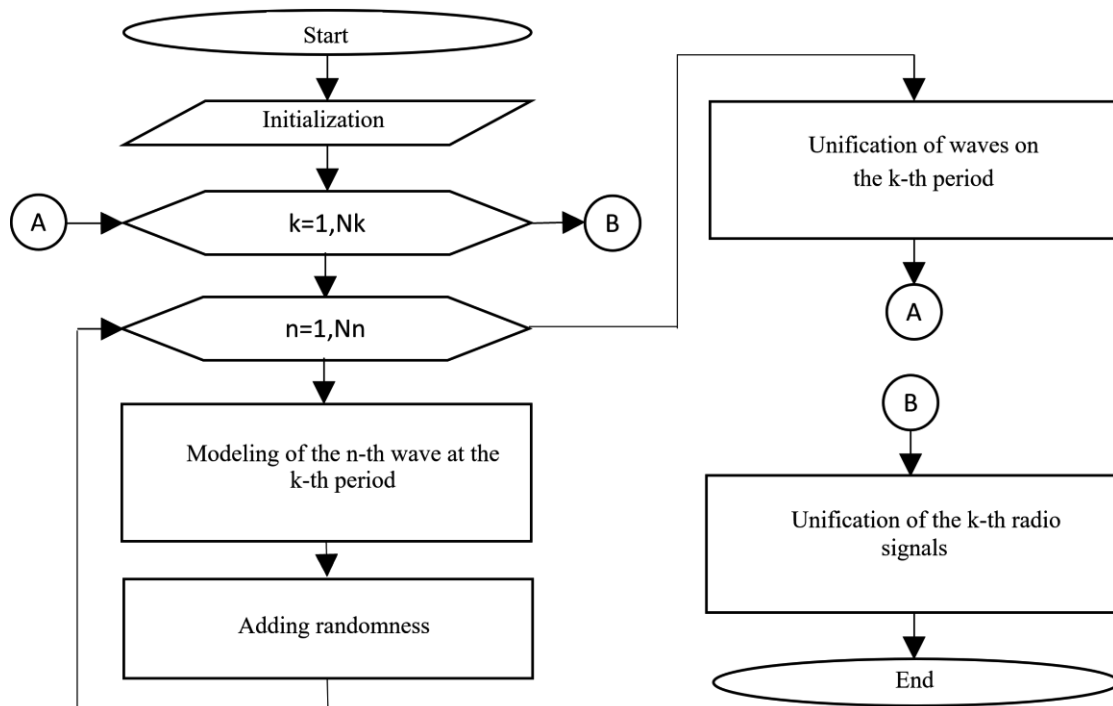 Start
Initialization
A
k=1,Nk
B
n=1,Nn
Modeling of the n-th wave at the
k-th period
Adding randomness
Unification of waves on
the k-th period
A
B
Unification of the k-th radio
signals
End